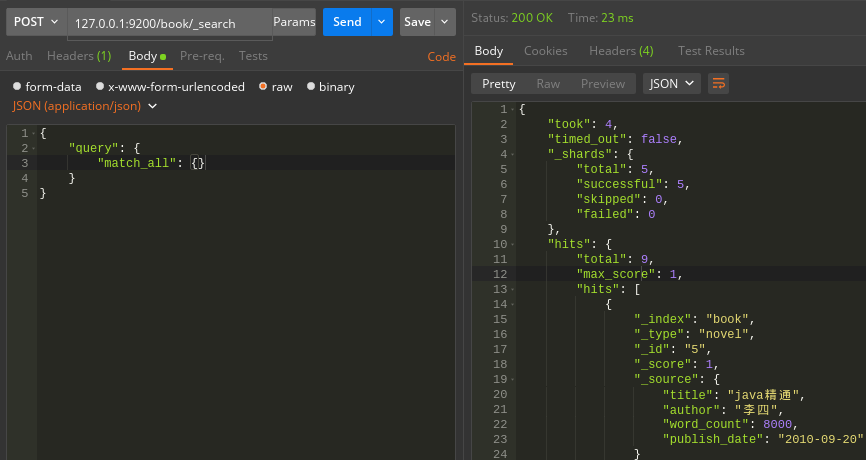 POST 127.0.0.1:9200/book/_search Params Send Save
Auth Headers (1) Body Pre-req. Tests Code
form-data x-www-form-urlencoded raw binary
JSON (application/json)
1 {
2 "query": {
3 "match_all": {}
4 }
5 }
Status: 200 OK Time: 23 ms
Body Cookies Headers (4) Test Results
Pretty Raw Preview JSON
1 {
2 "took": 4,
3 "timed_out": false,
4 "_shards": {
5 "total": 5,
6 "successful": 5,
7 "skipped": 0,
8 "failed": 0
9 },
10 "hits": {
11 "total": 9,
12 "max_score": 1,
13 "hits": [
14 {
15 "_index": "book",
16 "_type": "novel",
17 "_id": "5",
18 "_score": 1,
19 "_source": {
20 "title": "java精通",
21 "author": "李四",
22 "word_count": 8000,
23 "publish_date": "2010-09-20"
24 }